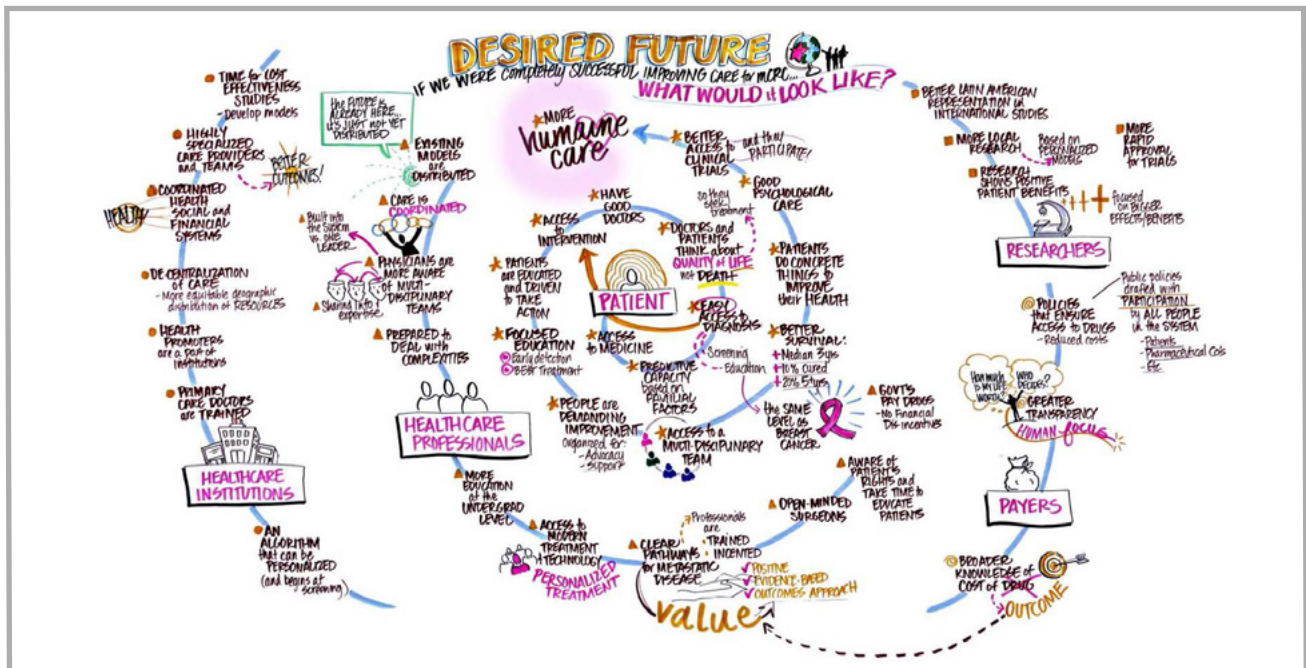 DESIRED FUTURE
IF WE WERE completely SUCCESSFUL IMPROVING CARE for mCRC...
WHAT WOULD it LOOK LIKE?
TIME for COST
EFFECTIVENESS
STUDIES
- Develop models
HIGHLY
SPECIALIZED
CARE PROVIDERS
and TEAMS
BETTER
OUTCOMES!
COORDINATED
HEALTH
SOCIAL and
FINANCIAL
SYSTEMS
HEALTH
DE-CENTRALIZATION
OF CARE
- More equitable geographic
distribution of RESOURCES
HEALTH
PROMOTERS
are a part of
institutions
PRIMARY
CARE DOCTORS
are TRAINED
HEALTHCARE
INSTITUTIONS
AN
ALGORITHM
that can be
PERSONALIZED
(and begins at
screening)
the FUTURE is
ALREADY HERE...
it's JUST not YET
DISTRIBUTED
EXISTING
MODELS
are
DISTRIBUTED
CARE is
COORDINATED
Built into
the System
vs. one
LEADER
PHYSICIANS are
MORE AWARE
of MULTI-
DISCIPLINARY
TEAMS
Sharing info +
expertise
PREPARED to
DEAL with
COMPLEXITIES
HEALTHCARE
PROFESSIONALS
MORE
EDUCATION
at the
UNDERGRAD
LEVEL
ACCESS to
MODERN
TREATMENT
+ TECHNOLOGY
PERSONALIZED
TREATMENT
CLEAR
PATHWAYS
for METASTATIC
DISEASE
Professionals
are
TRAINED
INCENTED
POSITIVE
EVIDENCE-BASED
OUTCOMES APPROACH
value
OPEN-MINDED
SURGEONS
AWARE of
PATIENT'S
RIGHTS and
TAKE TIME to
EDUCATE
PATIENTS
GOVT'S
PAY DRUGS
- No Financial
Dis-incentives
MORE
humane
care
BETTER
ACCESS to
CLINICAL
TRIALS
and they
PARTICIPATE!
GOOD
PSYCHOLOGICAL
CARE
so they
seek
treatment
HAVE
GOOD
DOCTORS
ACCESS
to
INTERVENTION
DOCTORS and
PATIENTS
THINK about
QUALITY of LIFE
not DEATH
PATIENTS
DO CONCRETE
THINGS to
IMPROVE
their HEALTH
PATIENTS
are EDUCATED
and DRIVEN
to TAKE
ACTION
PATIENT
EASY
ACCESS to
DIAGNOSIS
- Screening
- Education
the SAME
LEVEL as
BREAST
CANCER
BETTER
SURVIVAL:
Median 3yrs
10% cured
20% 5+yrs
ACCESS
to MEDICINE
FOCUSED
EDUCATION
Early detection
BEST Treatment
PREDICTIVE
CAPACITY
based on
FAMILIAL
FACTORS
PEOPLE are
DEMANDING
IMPROVEMENT
Organized for:
- Advocacy
- Support
ACCESS to a
MULTI-DISCIPLINARY
TEAM
BETTER LATIN AMERICAN
REPRESENTATION in
INTERNATIONAL STUDIES
MORE LOCAL
RESEARCH
Based on
PERSONALIZED
MODELS
MORE
RAPID
APPROVAL
for TRIALS
RESEARCH
SHOWS POSITIVE
PATIENT BENEFITS
focused
on BIGGER
EFFECTS/BENEFITS
RESEARCHERS
POLICIES
that ENSURE
ACCESS to DRUGS
- Reduced costs
Public policies
drafted with
PARTICIPATION
by ALL PEOPLE
in the SYSTEM
- Patients
- Pharmaceutical Co's
- Etc
How much
is MY LIFE
WORTH?
WHO
DECIDES?
GREATER
TRANSPARENCY
HUMAN focus
PAYERS
BROADER
KNOWLEDGE of
COST of DRUG
OUTCOME